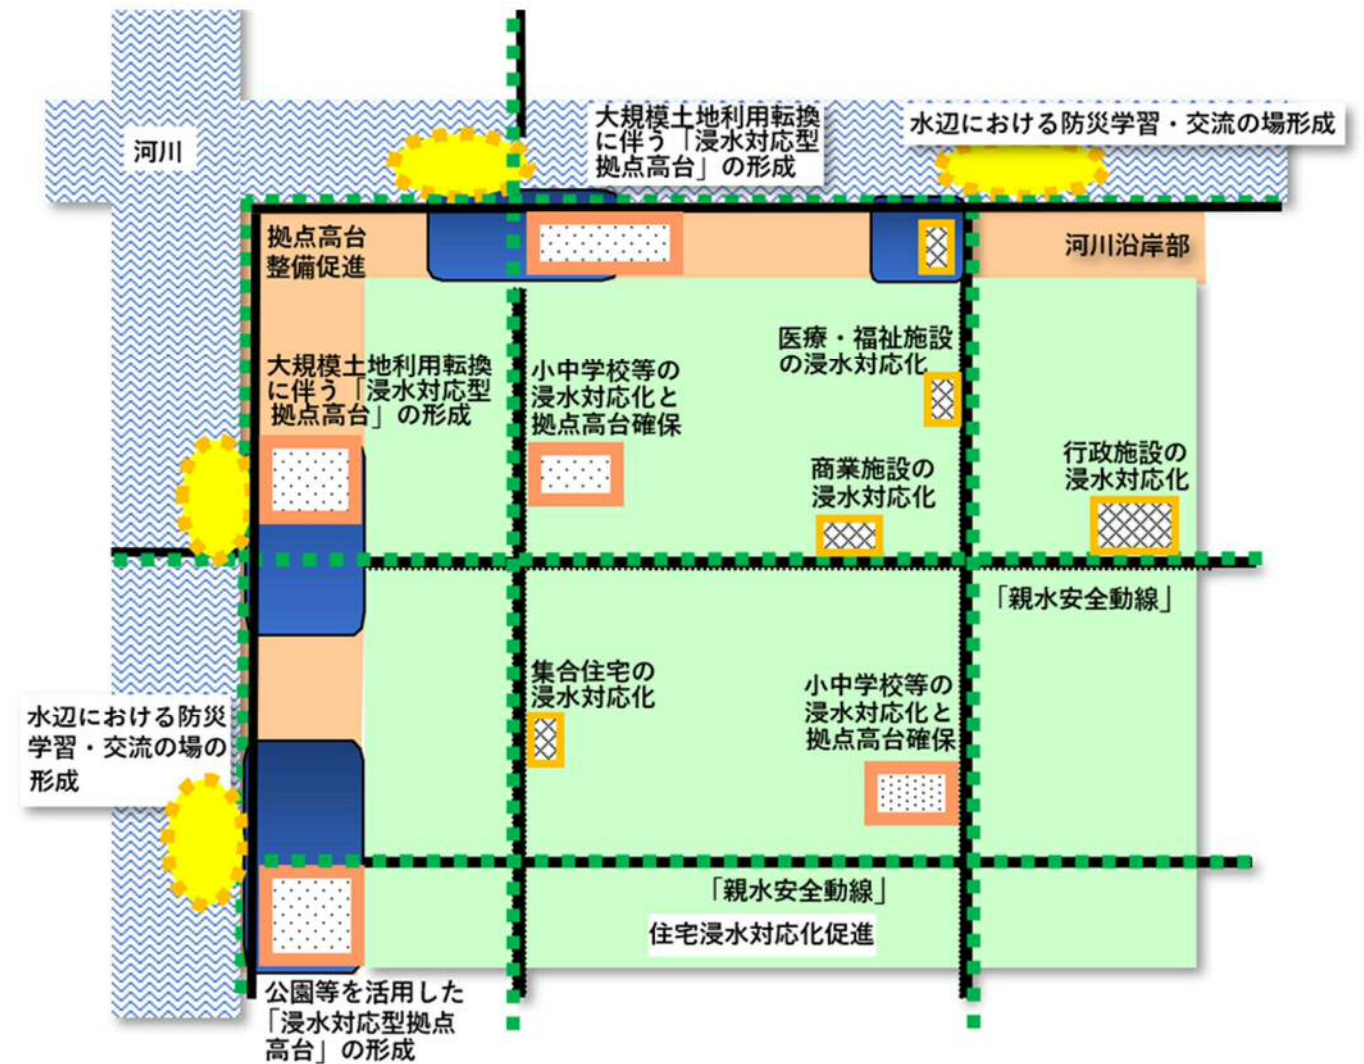 河川
大規模土地利用転換
に伴う「浸水対応型
拠点高台」の形成
水辺における防災学習・交流の場形成
拠点高台
整備促進
河川沿岸部
大規模土地利用転換
に伴う「浸水対応型
拠点高台」の形成
小中学校等の
浸水対応化と
拠点高台確保
医療・福祉施設
の浸水対応化
商業施設の
浸水対応化
行政施設の
浸水対応化
「親水安全動線」
水辺における防災
学習・交流の場の
形成
集合住宅の
浸水対応化
小中学校等の
浸水対応化と
拠点高台確保
「親水安全動線」
住宅浸水対応化促進
公園等を活用した
「浸水対応型拠点
高台」の形成